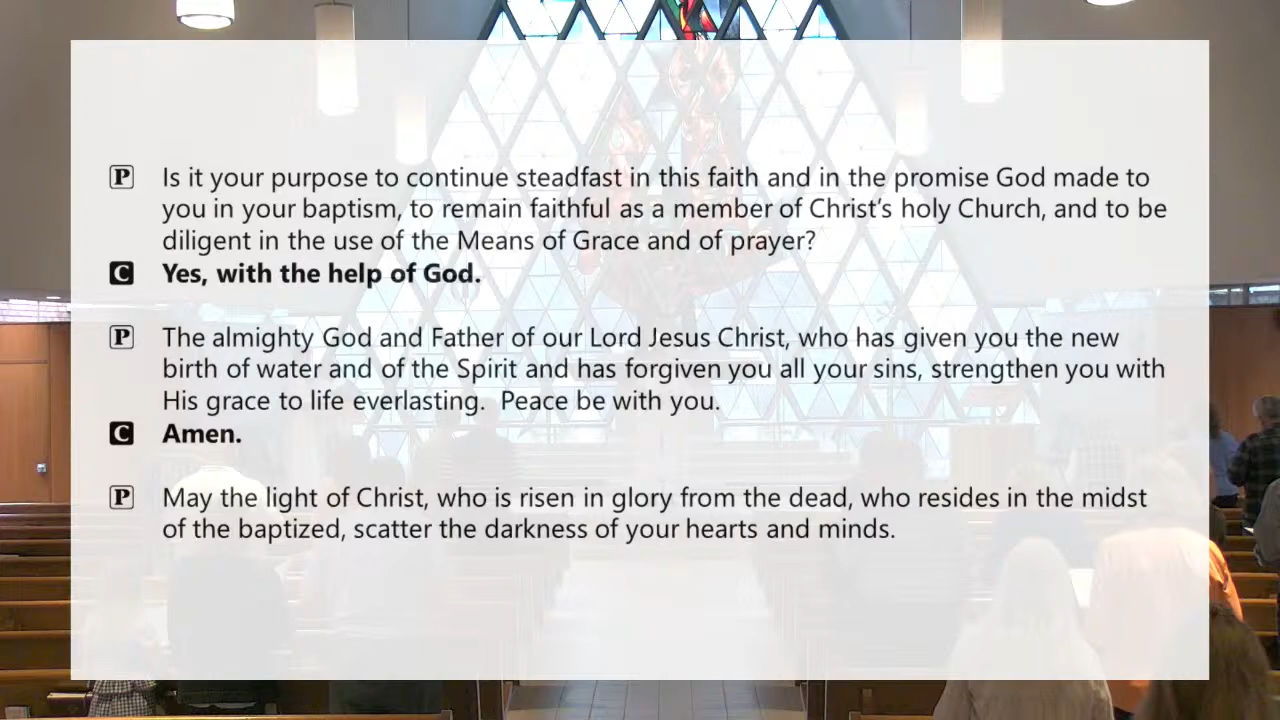 P Is it your purpose to continue steadfast in this faith and in the promise God made to
you in your baptism, to remain faithful as a member of Christ's holy Church, and to be
diligent in the use of the Means of Grace and of prayer?
C Yes, with the help of God.
P The almighty God and Father of our Lord Jesus Christ, who has given you the new
birth of water and of the Spirit and has forgiven you all your sins, strengthen you with
His grace to life everlasting.  Peace be with you.
C Amen.
P May the light of Christ, who is risen in glory from the dead, who resides in the midst
of the baptized, scatter the darkness of your hearts and minds.